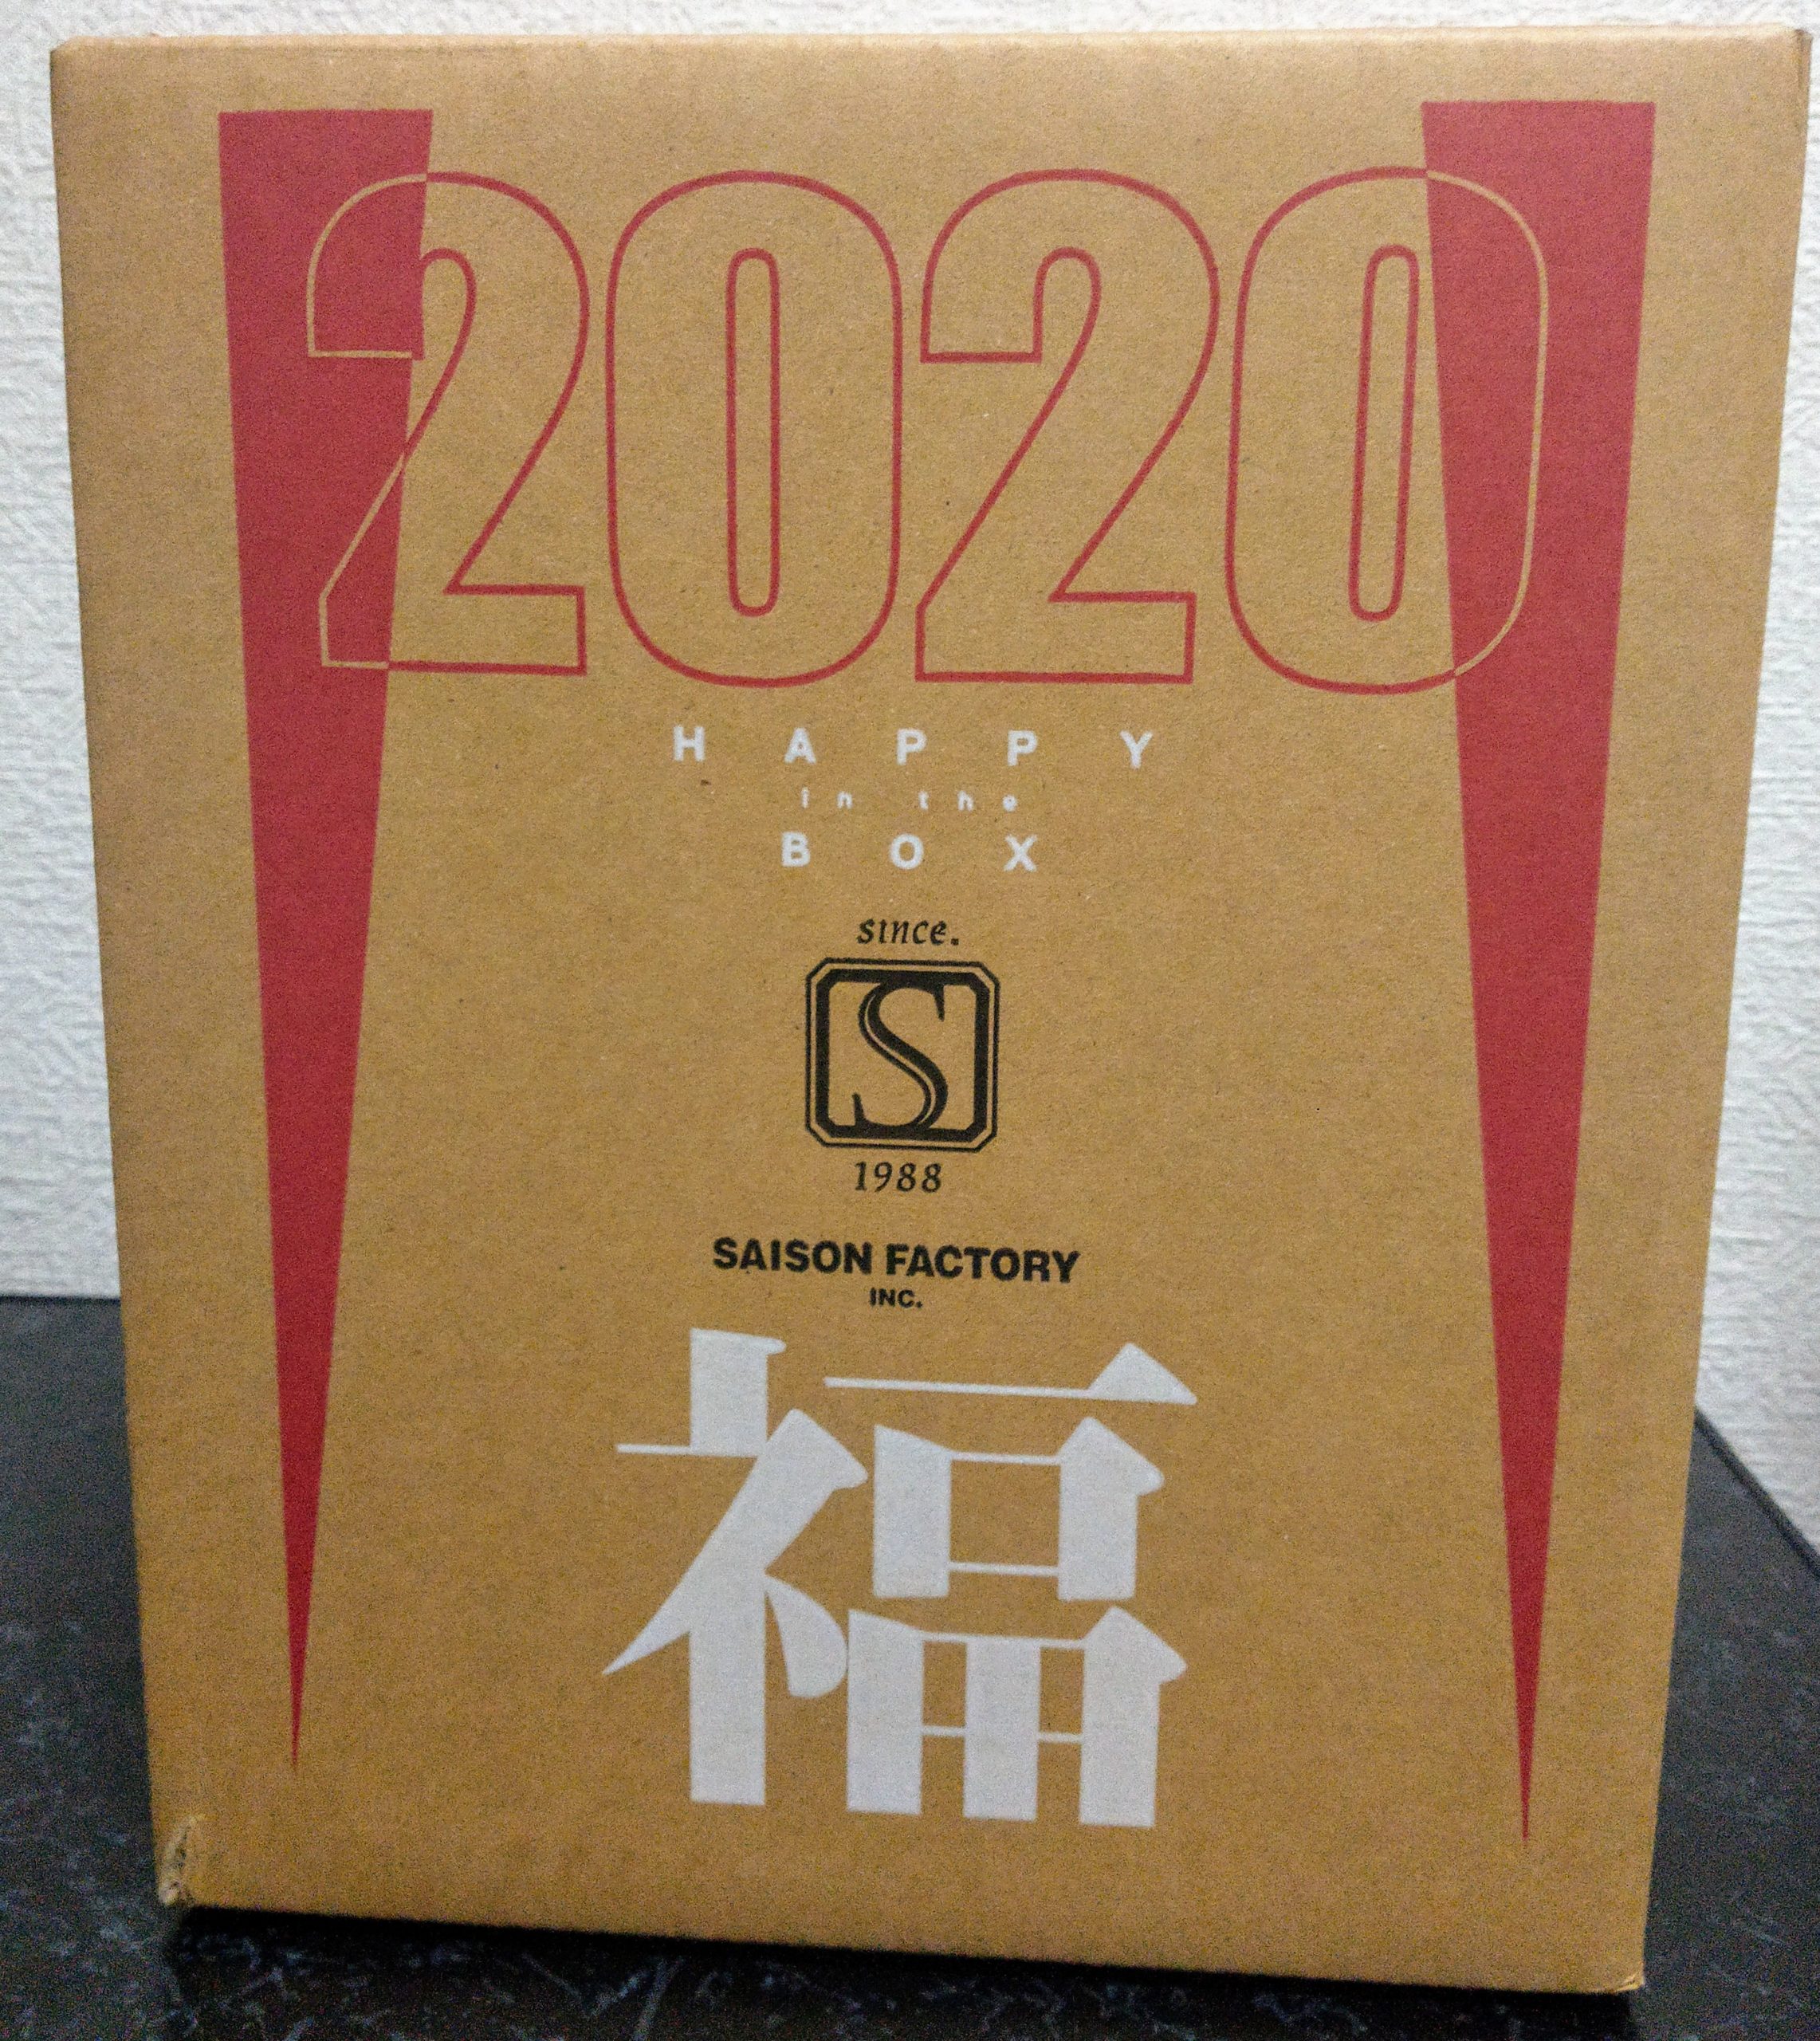 2020
HAPPY
in the
BOX
since.
S
1988
SAISON FACTORY
INC.
福